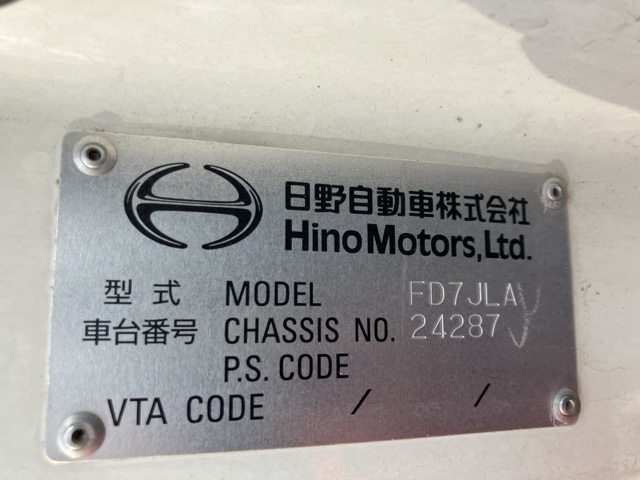 日野自動車株式会社
Hino Motors, Ltd.
型式 MODEL FD7JLA
車台番号 CHASSIS NO. 24287
P.S. CODE
VTA CODE / /